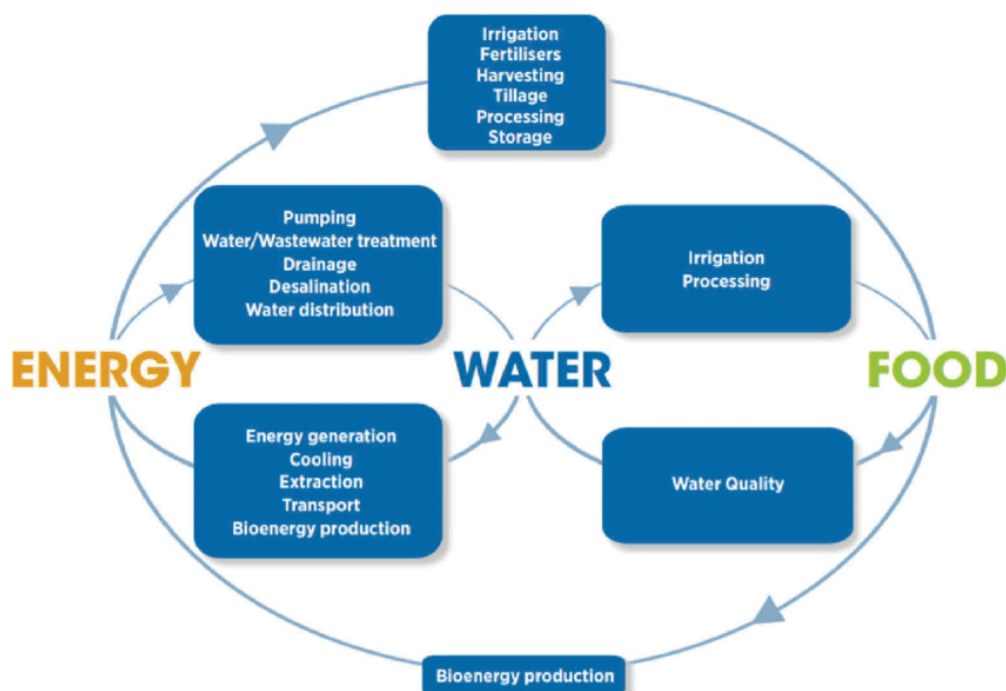 Irrigation
Fertilisers
Harvesting
Tillage
Processing
Storage
Pumping
Water/Wastewater treatment
Drainage
Desalination
Water distribution
Irrigation
Processing
ENERGY
WATER
FOOD
Energy generation
Cooling
Extraction
Transport
Bioenergy production
Water Quality
Bioenergy production